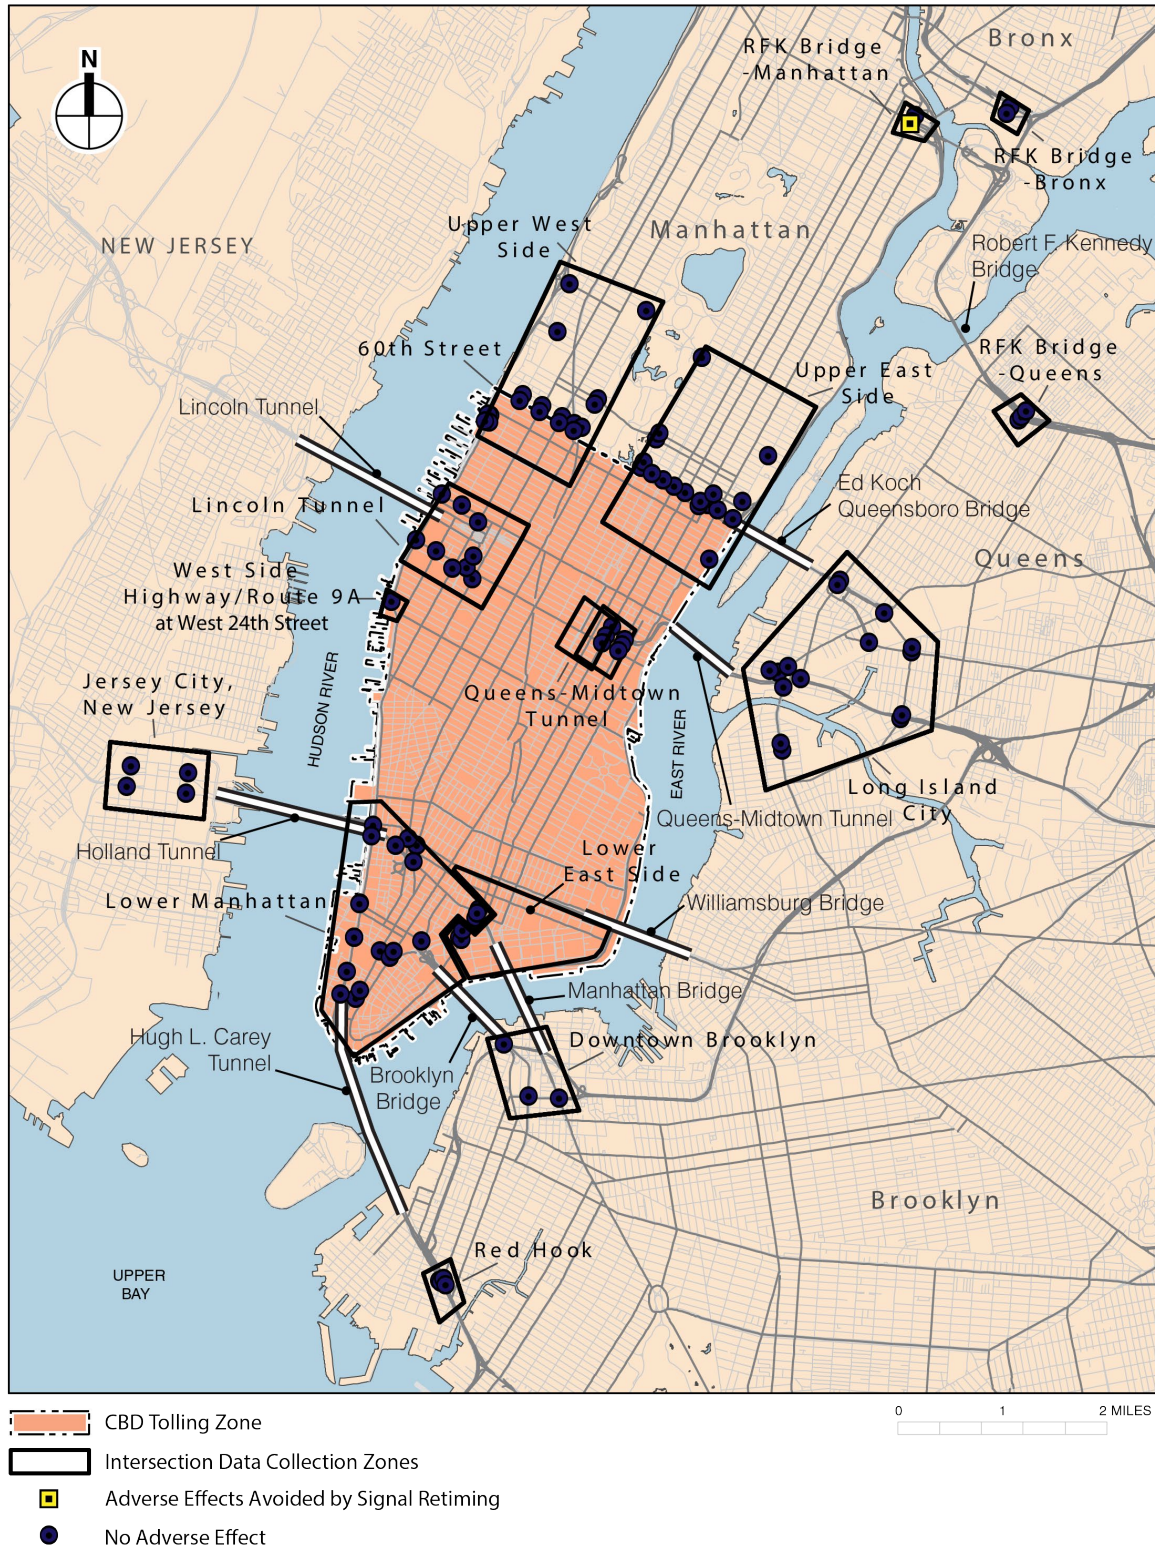 N
RFK Bridge
-Manhattan
Bronx
RFK Bridge
-Bronx
Upper West
Side
Manhattan
NEW JERSEY
Robert F. Kennedy
Bridge
60th Street
RFK Bridge
-Queens
Upper East
Side
Lincoln Tunnel
Ed Koch
Queensboro Bridge
Lincoln Tunnel
Queens
West Side
Highway/Route 9A
at West 24th Street
HUDSON RIVER
Jersey City,
New Jersey
Queens-Midtown
Tunnel
EAST RIVER
Long Island
City
Queens-Midtown Tunnel
Holland Tunnel
Lower
East Side
Lower Manhattan
Williamsburg Bridge
Manhattan Bridge
Hugh L. Carey
Tunnel
Downtown Brooklyn
Brooklyn
Bridge
Brooklyn
Red Hook
UPPER
BAY
CBD Tolling Zone
0 1 2 MILES
Intersection Data Collection Zones
Adverse Effects Avoided by Signal Retiming
No Adverse Effect